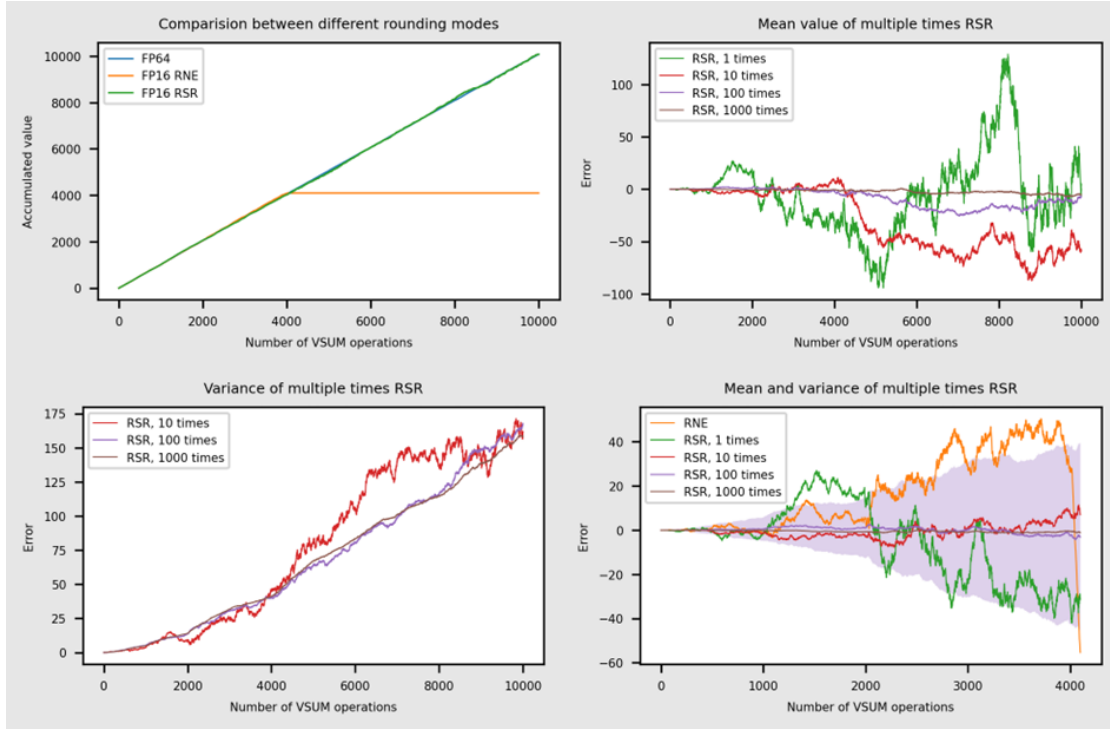 Comparision between different rounding modes
FP64
FP16 RNE
FP16 RSR
10000
8000
6000
4000
2000
0
Accumulated value
0 2000 4000 6000 8000 10000
Number of VSUM operations
Mean value of multiple times RSR
RSR, 1 times
RSR, 10 times
RSR, 100 times
RSR, 1000 times
100
50
0
−50
−100
Error
0 2000 4000 6000 8000 10000
Number of VSUM operations
Variance of multiple times RSR
RSR, 10 times
RSR, 100 times
RSR, 1000 times
175
150
125
100
75
50
25
0
Error
0 2000 4000 6000 8000 10000
Number of VSUM operations
Mean and variance of multiple times RSR
RNE
RSR, 1 times
RSR, 10 times
RSR, 100 times
RSR, 1000 times
40
20
0
−20
−40
−60
Error
0 1000 2000 3000 4000
Number of VSUM operations